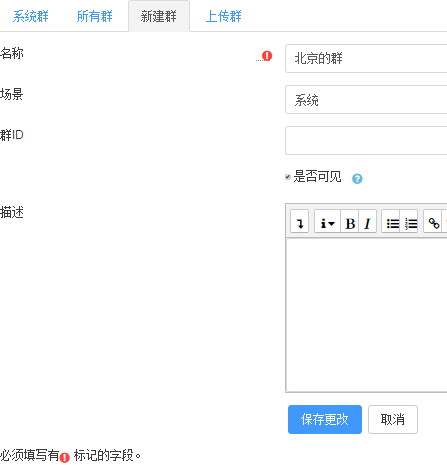 系统群 所有群 新建群 上传群
名称 北京的群
场景 系统
群ID
是否可见
描述
B I
保存更改 取消
必须填写有 标记的字段。